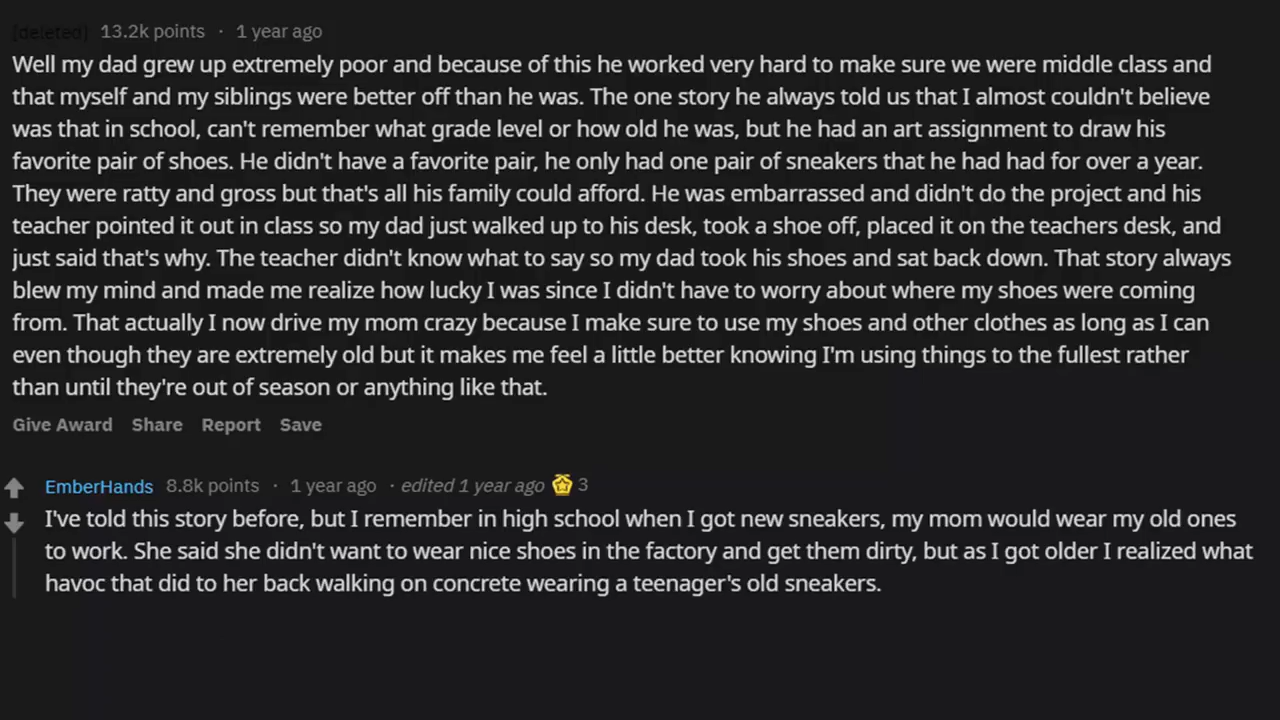 [deleted] 13.2k points · 1 year ago
Well my dad grew up extremely poor and because of this he worked very hard to make sure we were middle class and
that myself and my siblings were better off than he was. The one story he always told us that I almost couldn't believe
was that in school, can't remember what grade level or how old he was, but he had an art assignment to draw his
favorite pair of shoes. He didn't have a favorite pair, he only had one pair of sneakers that he had had for over a year.
They were ratty and gross but that's all his family could afford. He was embarrassed and didn't do the project and his
teacher pointed it out in class so my dad just walked up to his desk, took a shoe off, placed it on the teachers desk, and
just said that's why. The teacher didn't know what to say so my dad took his shoes and sat back down. That story always
blew my mind and made me realize how lucky I was since I didn't have to worry about where my shoes were coming
from. That actually I now drive my mom crazy because I make sure to use my shoes and other clothes as long as I can
even though they are extremely old but it makes me feel a little better knowing I'm using things to the fullest rather
than until they're out of season or anything like that.
Give Award Share Report Save
EmberHands 8.8k points · 1 year ago · edited 1 year ago 3
I've told this story before, but I remember in high school when I got new sneakers, my mom would wear my old ones
to work. She said she didn't want to wear nice shoes in the factory and get them dirty, but as I got older I realized what
havoc that did to her back walking on concrete wearing a teenager's old sneakers.